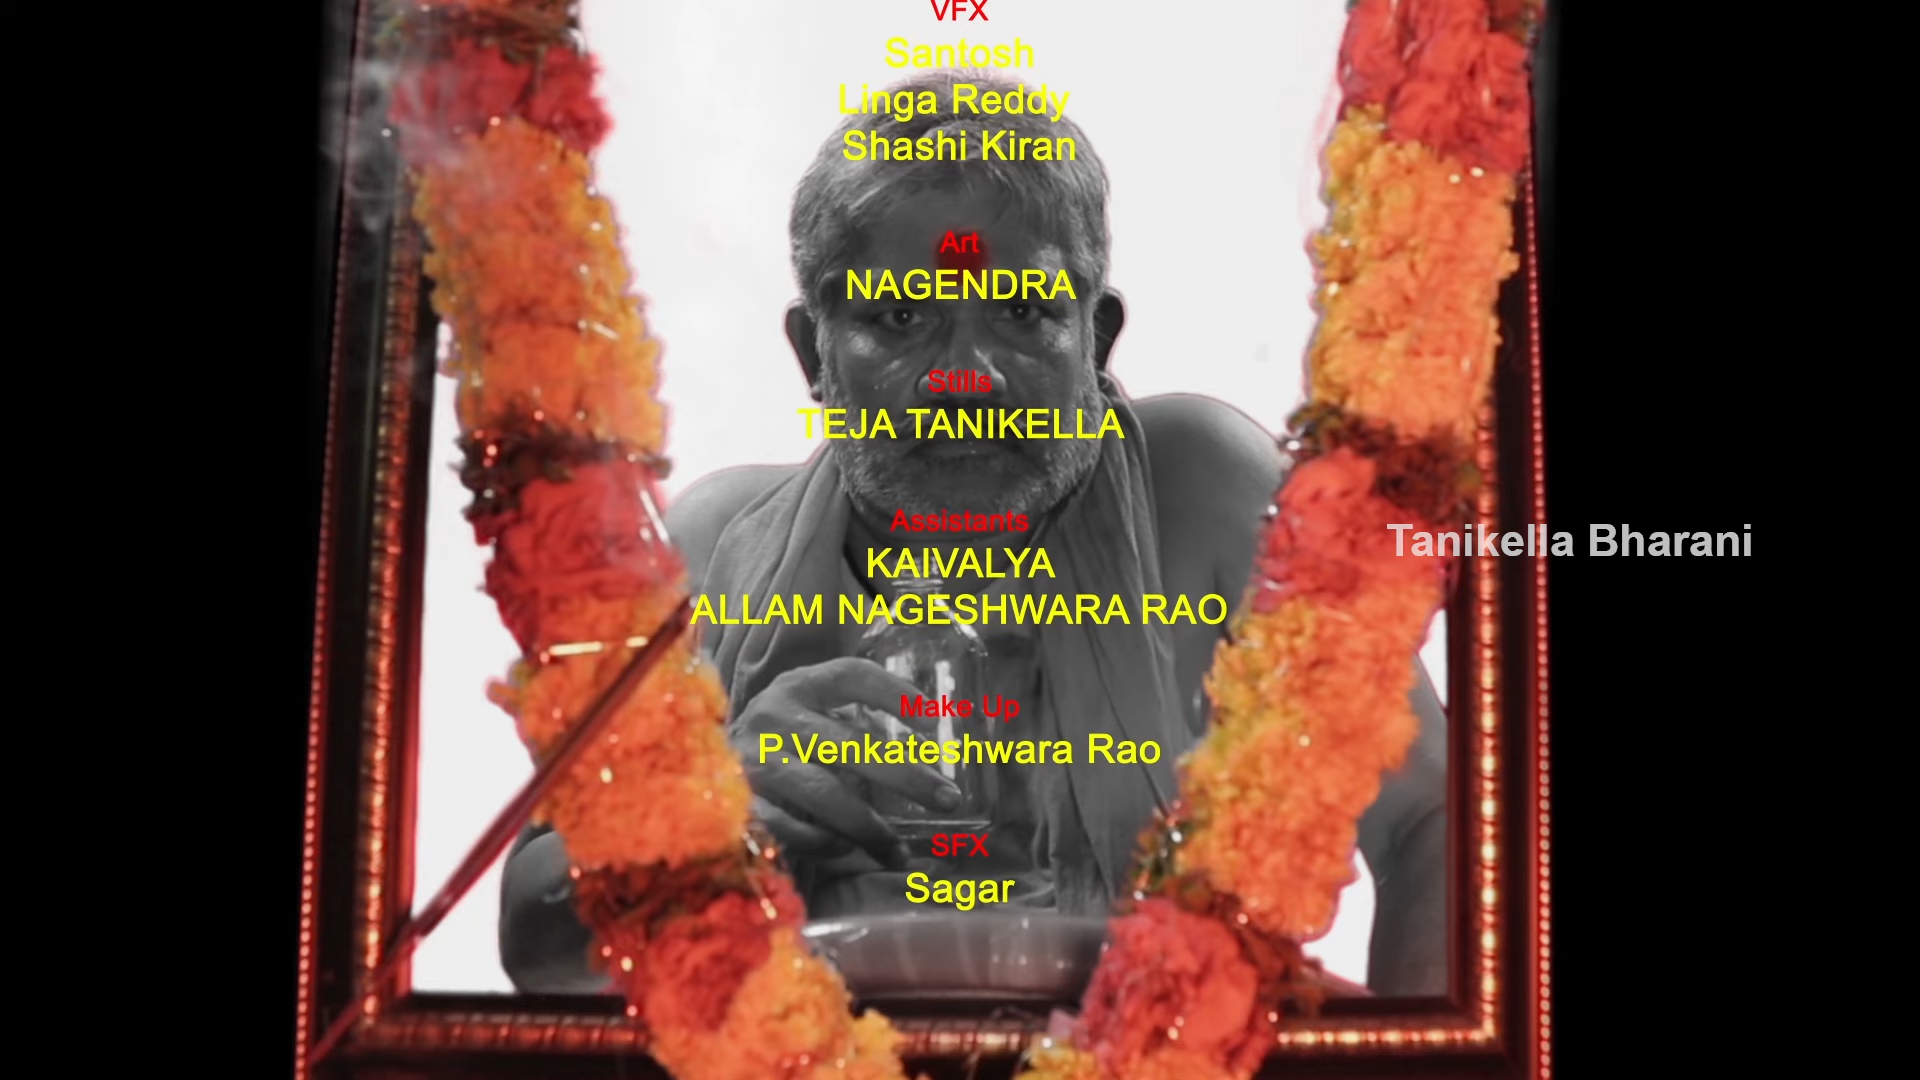 VFX
Santosh
Linga Reddy
Shashi Kiran
Art
NAGENDRA
Stills
TEJA TANIKELLA
Assistants
KAIVALYA
ALLAM NAGESHWARA RAO
Make Up
P.Venkateshwara Rao
SFX
Sagar
Tanikella Bharani